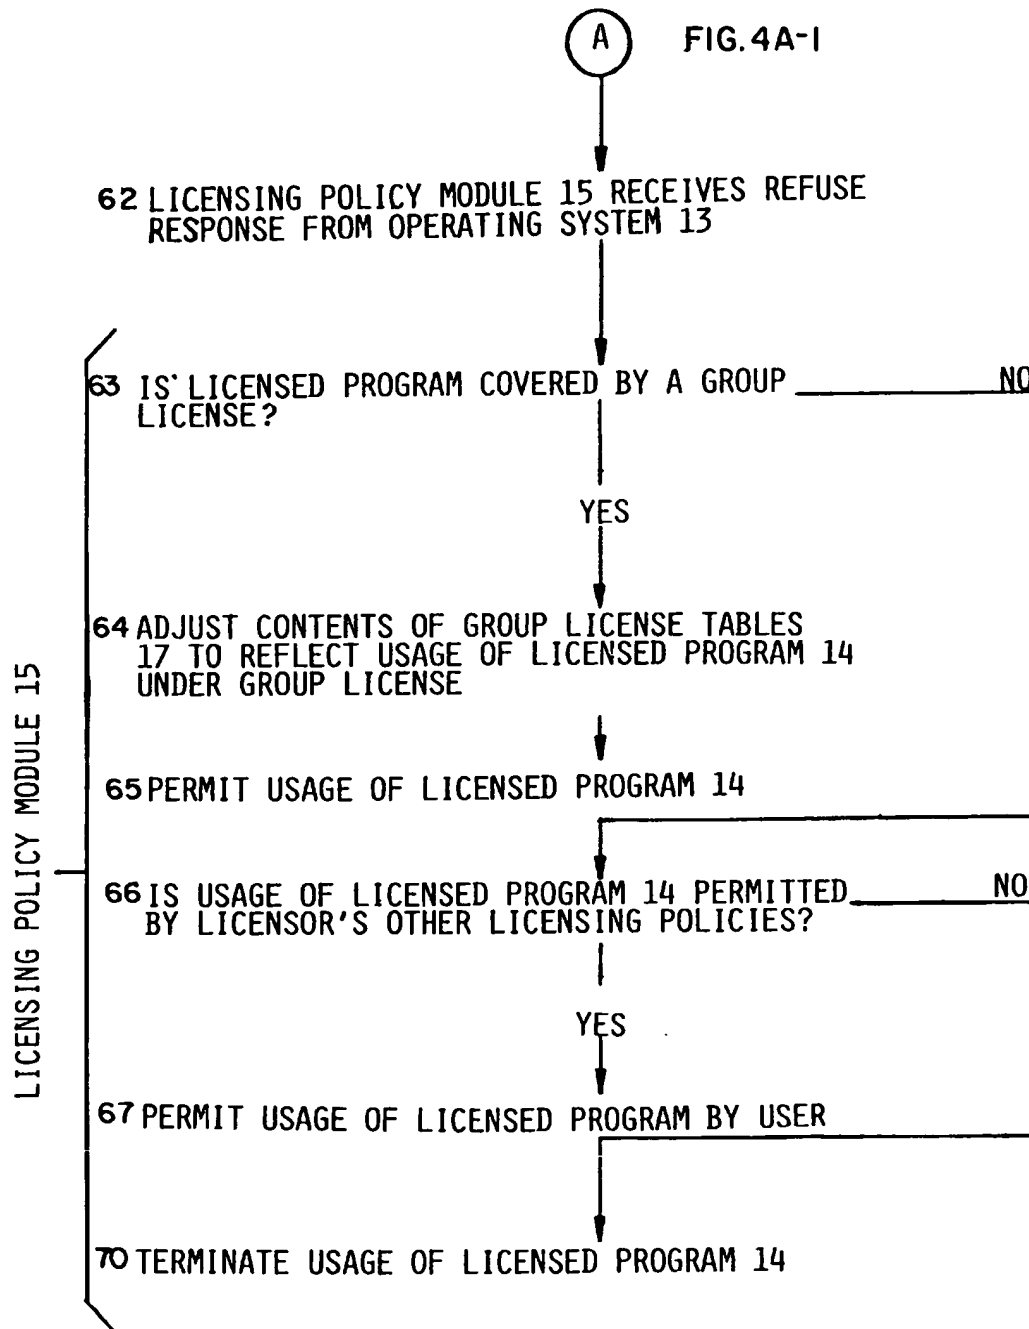 A
FIG. 4A-1
62 LICENSING POLICY MODULE 15 RECEIVES REFUSE
RESPONSE FROM OPERATING SYSTEM 13
63 IS LICENSED PROGRAM COVERED BY A GROUP NO
LICENSE?
YES
64 ADJUST CONTENTS OF GROUP LICENSE TABLES
17 TO REFLECT USAGE OF LICENSED PROGRAM 14
UNDER GROUP LICENSE
65 PERMIT USAGE OF LICENSED PROGRAM 14
66 IS USAGE OF LICENSED PROGRAM 14 PERMITTED NO
BY LICENSOR'S OTHER LICENSING POLICIES?
YES
67 PERMIT USAGE OF LICENSED PROGRAM BY USER
70 TERMINATE USAGE OF LICENSED PROGRAM 14
LICENSING POLICY MODULE 15